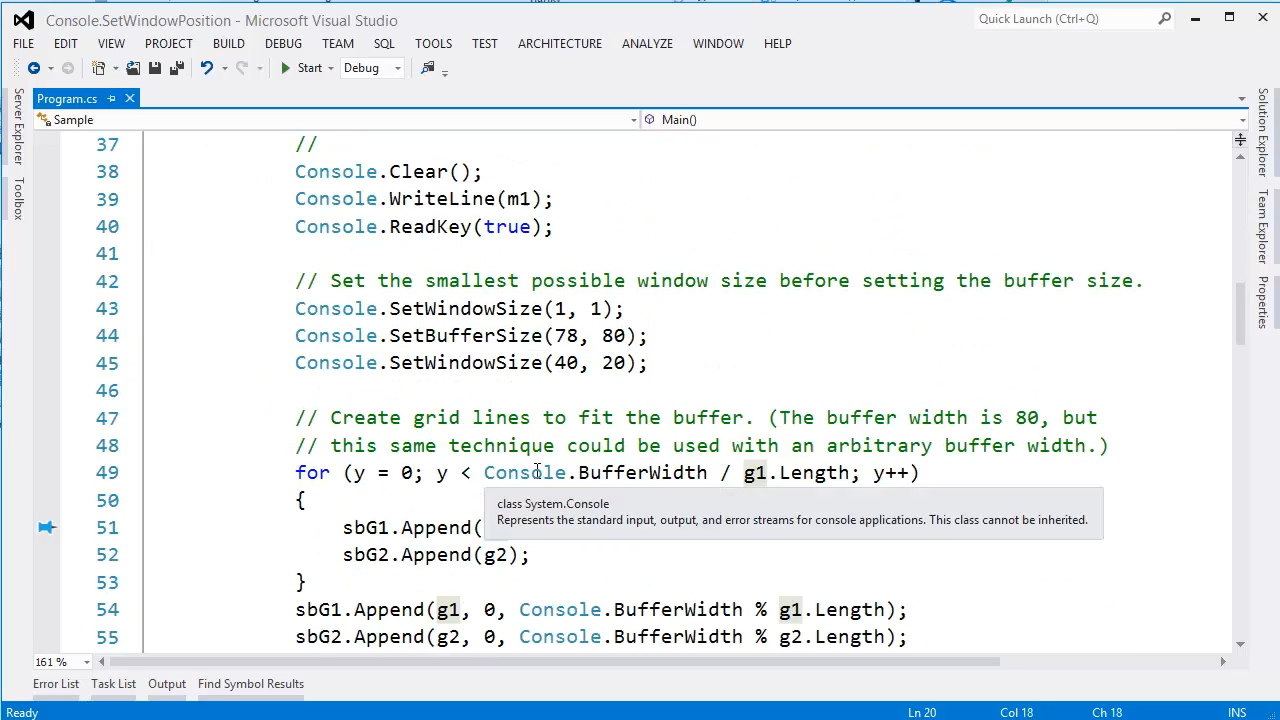 Console.SetWindowPosition - Microsoft Visual Studio
Quick Launch (Ctrl+Q)
FILE EDIT VIEW PROJECT BUILD DEBUG TEAM SQL TOOLS TEST ARCHITECTURE ANALYZE WINDOW HELP
Start Debug
Program.cs
Sample Main()
Server Explorer
Toolbox
37 //
38 Console.Clear();
39 Console.WriteLine(m1);
40 Console.ReadKey(true);
41
42 // Set the smallest possible window size before setting the buffer size.
43 Console.SetWindowSize(1, 1);
44 Console.SetBufferSize(78, 80);
45 Console.SetWindowSize(40, 20);
46
47 // Create grid lines to fit the buffer. (The buffer width is 80, but
48 // this same technique could be used with an arbitrary buffer width.)
49 for (y = 0; y < Console.BufferWidth / g1.Length; y++)
50 {
class System.Console
Represents the standard input, output, and error streams for console applications. This class cannot be inherited.
51 sbG1.Append(
52 sbG2.Append(g2);
53 }
54 sbG1.Append(g1, 0, Console.BufferWidth % g1.Length);
55 sbG2.Append(g2, 0, Console.BufferWidth % g2.Length);
Solution Explorer
Team Explorer
Properties
161 %
Error List Task List Output Find Symbol Results
Ready Ln 20 Col 18 Ch 18 INS